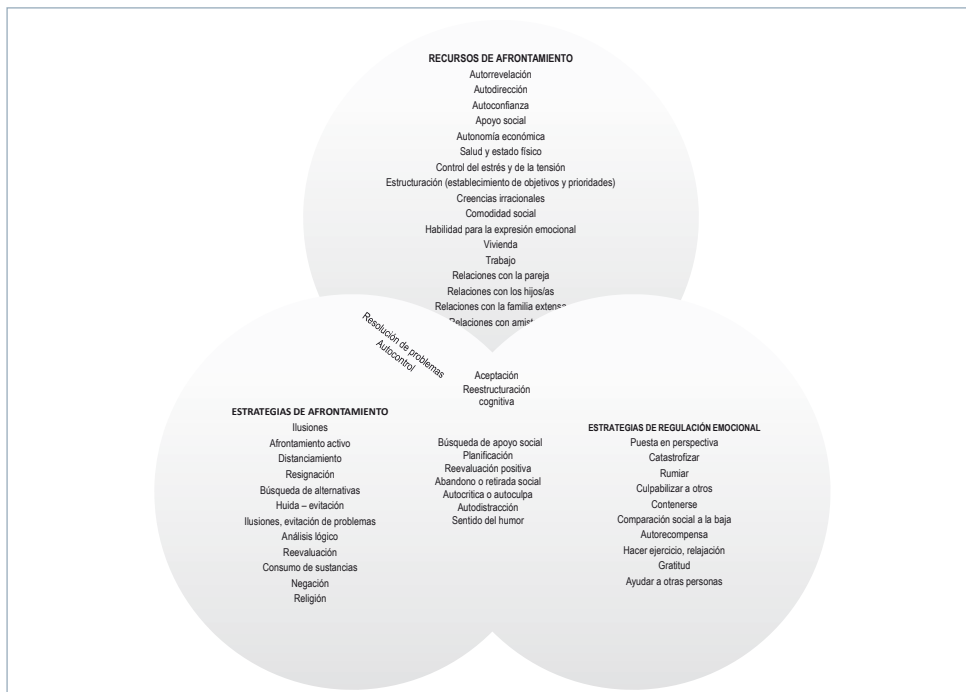 RECURSOS DE AFRONTAMIENTO
Autorrevelación
Autodirección
Autoconfianza
Apoyo social
Autonomía económica
Salud y estado físico
Control del estrés y de la tensión
Estructuración (establecimiento de objetivos y prioridades)
Creencias irracionales
Comodidad social
Habilidad para la expresión emocional
Vivienda
Trabajo
Relaciones con la pareja
Relaciones con los hijos/as
Relaciones con la familia
Relaciones con
Resolución de problemas
Autocontrol
Aceptación
Reestructuración
cognitiva
ESTRATEGIAS DE AFRONTAMIENTO
Ilusiones
Afrontamiento activo
Distanciamiento
Resignación
Búsqueda de alternativas
Huida – evitación
Ilusiones, evitación de problemas
Análisis lógico
Reevaluación
Consumo de sustancias
Negación
Religión
Búsqueda de apoyo social
Planificación
Reevaluación positiva
Abandono o retirada social
Autocritica o autoculpa
Autodistracción
Sentido del humor
ESTRATEGIAS DE REGULACIÓN EMOCIONAL
Puesta en perspectiva
Catastrofizar
Rumiar
Culpabilizar a otros
Contenerse
Comparación social a la baja
Autorecompensa
Hacer ejercicio, relajación
Gratitud
Ayudar a otras personas